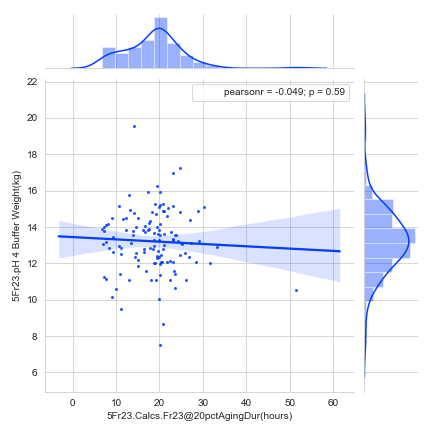 pearsonr = -0.049; p = 0.59
22
20
18
16
14
12
10
8
6
5Fr23.pH 4 Buffer Weight(kg)
0 10 20 30 40 50 60
5Fr23.Calcs.Fr23@20pctAgingDur(hours)